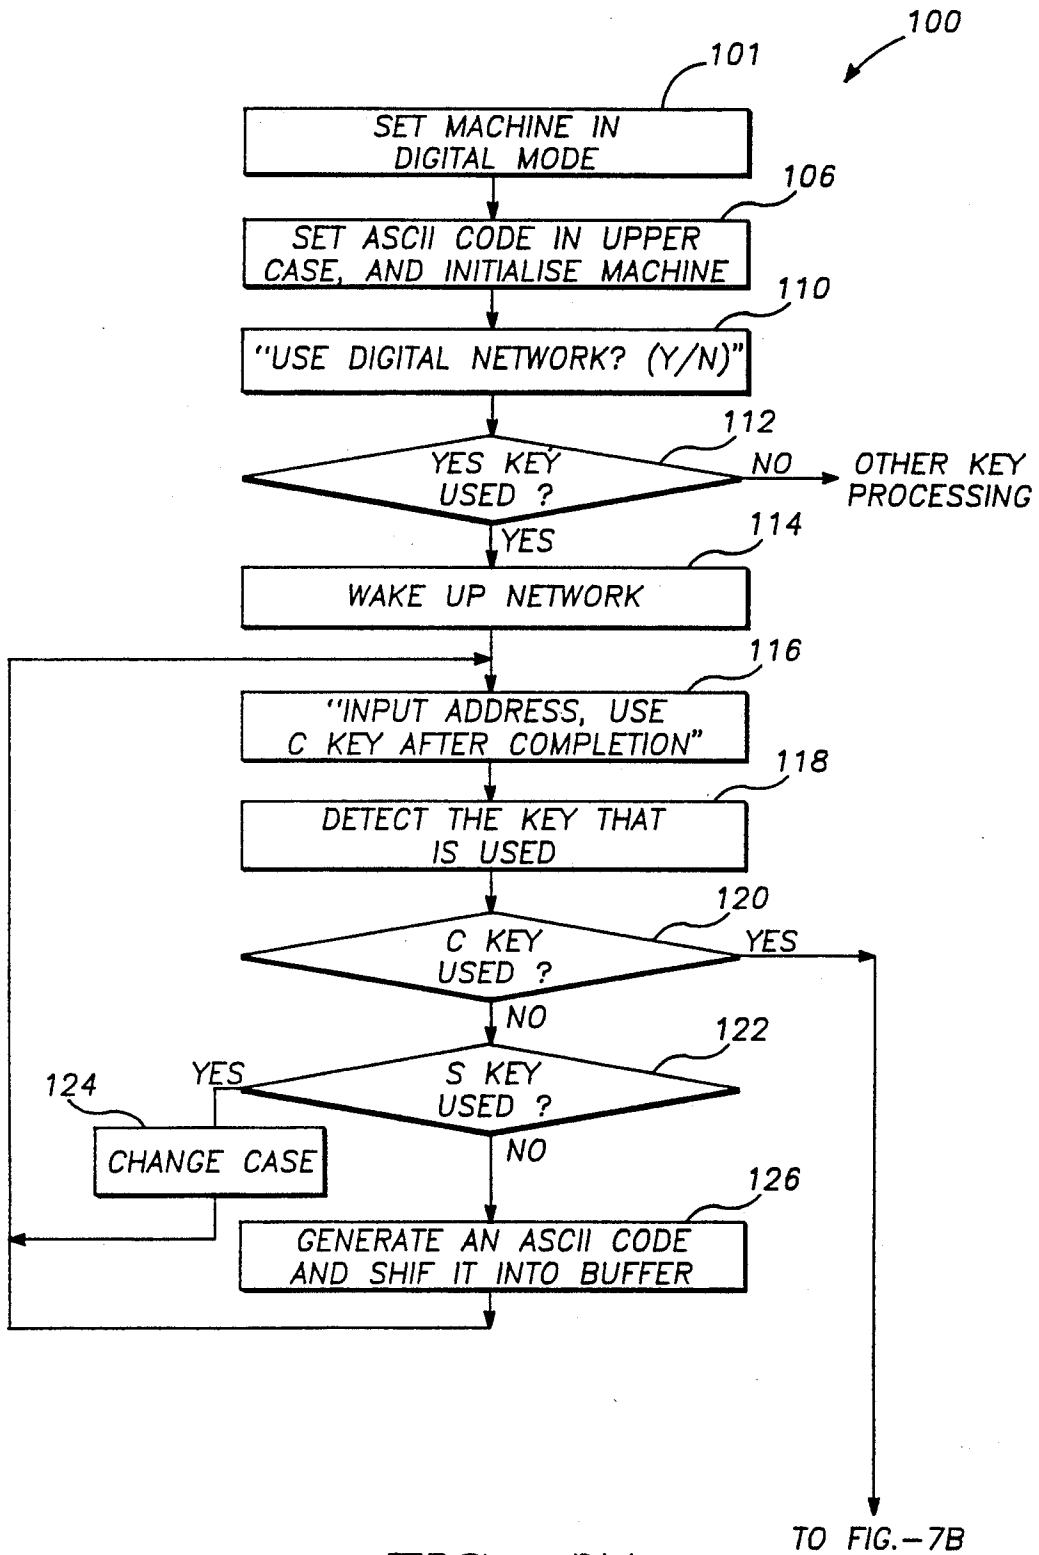 100
101
SET MACHINE IN
DIGITAL MODE
106
SET ASCII CODE IN UPPER
CASE, AND INITIALISE MACHINE
110
"USE DIGITAL NETWORK? (Y/N)"
112
YES KEY
USED ?
NO
OTHER KEY
PROCESSING
YES
114
WAKE UP NETWORK
116
"INPUT ADDRESS, USE
C KEY AFTER COMPLETION"
118
DETECT THE KEY THAT
IS USED
120
C KEY
USED ?
YES
NO
122
S KEY
USED ?
YES
124
CHANGE CASE
NO
126
GENERATE AN ASCII CODE
AND SHIF IT INTO BUFFER
TO FIG.-7B